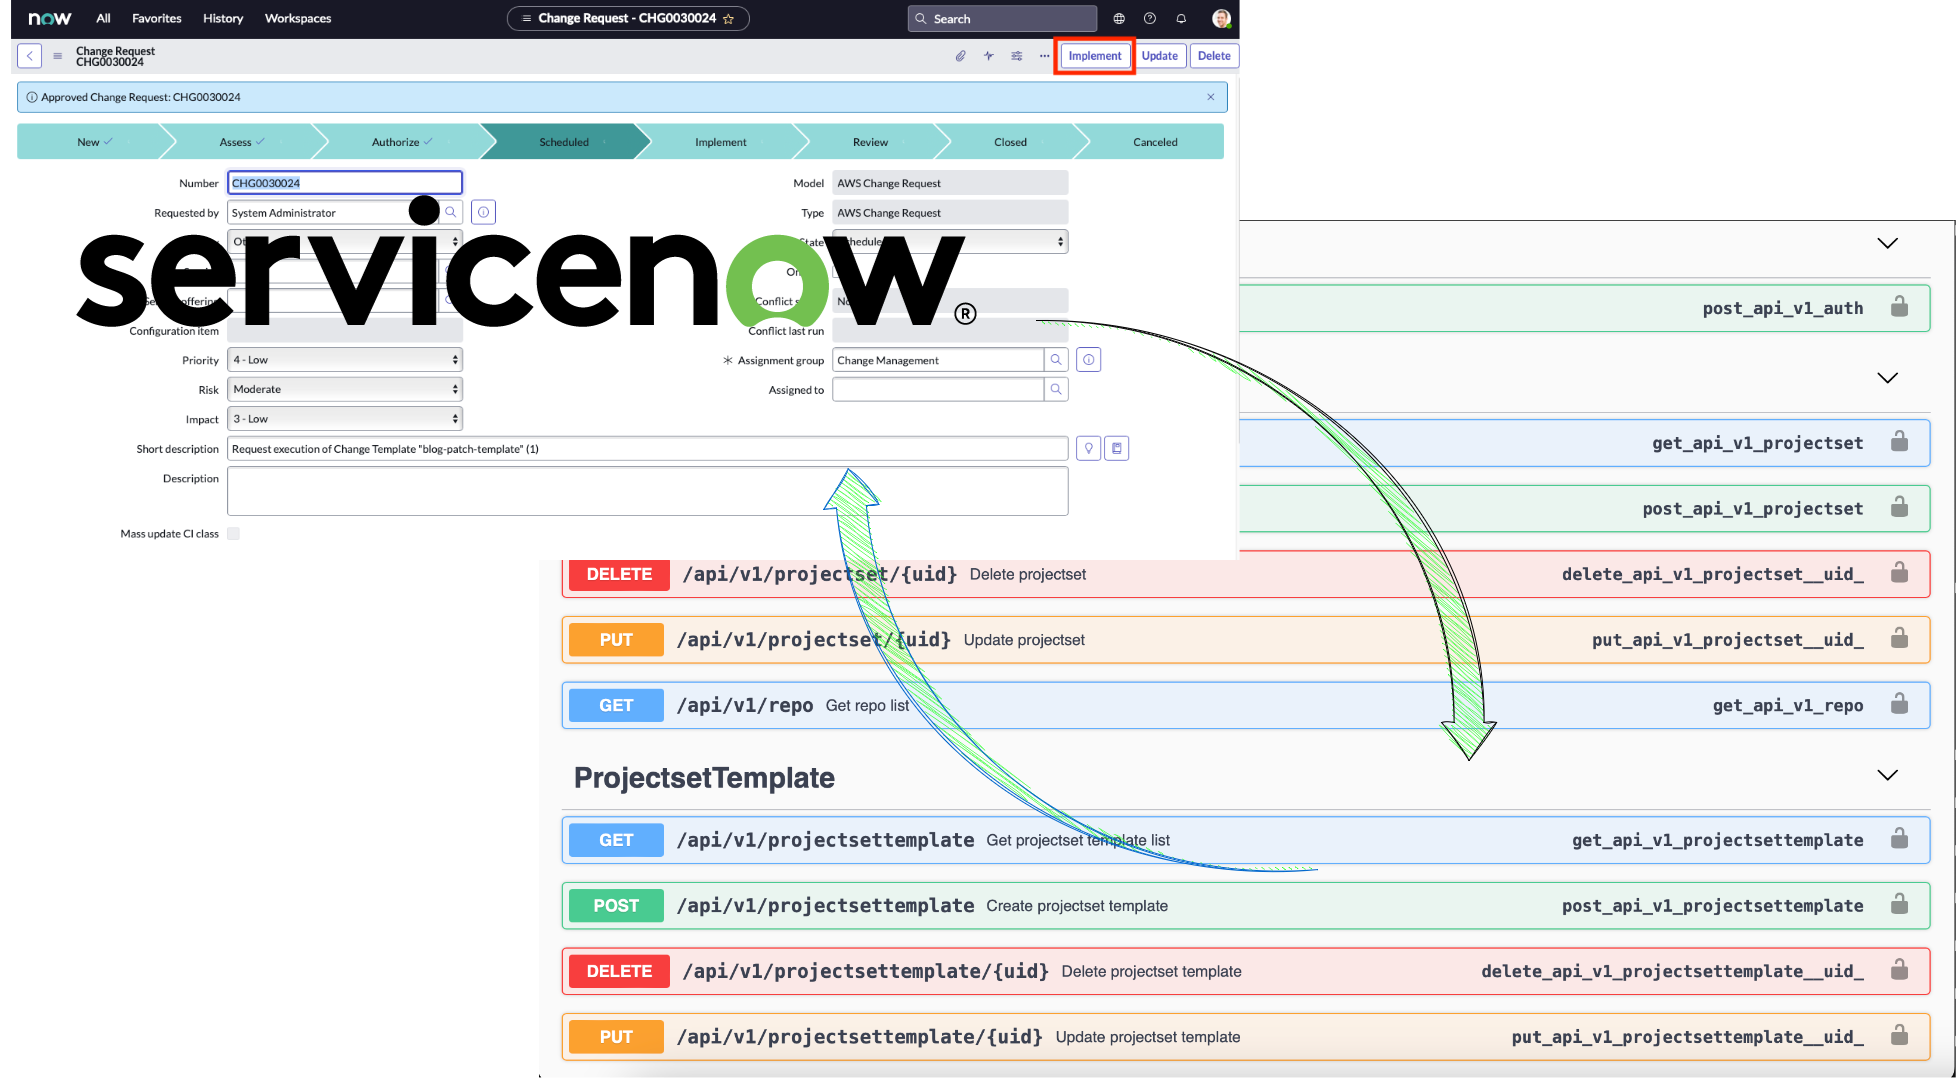 now All Favorites History Workspaces Change Request - CHG0030024 Search
Change Request
CHG0030024
Implement Update Delete
Approved Change Request: CHG0030024
New Assess Authorize Scheduled Implement Review Closed Canceled
Number CHG0030024 Model AWS Change Request
Requested by System Administrator Type AWS Change Request
State
servicenow®
Conflict
Configuration item Conflict last run
Priority 4 - Low Assignment group Change Management
Risk Moderate Assigned to
Impact 3 - Low
Short description Request execution of Change Template "blog-patch-template" (1)
Description
Mass update CI class
post_api_v1_auth
get_api_v1_projectset
post_api_v1_projectset
DELETE /api/v1/projectset/{uid} Delete projectset delete_api_v1_projectset__uid_
PUT /api/v1/projectset/{uid} Update projectset put_api_v1_projectset__uid_
GET /api/v1/repo Get repo list get_api_v1_repo
ProjectsetTemplate
GET /api/v1/projectsettemplate Get projectset template list get_api_v1_projectsettemplate
POST /api/v1/projectsettemplate Create projectset template post_api_v1_projectsettemplate
DELETE /api/v1/projectsettemplate/{uid} Delete projectset template delete_api_v1_projectsettemplate__uid_
PUT /api/v1/projectsettemplate/{uid} Update projectset template put_api_v1_projectsettemplate__uid_